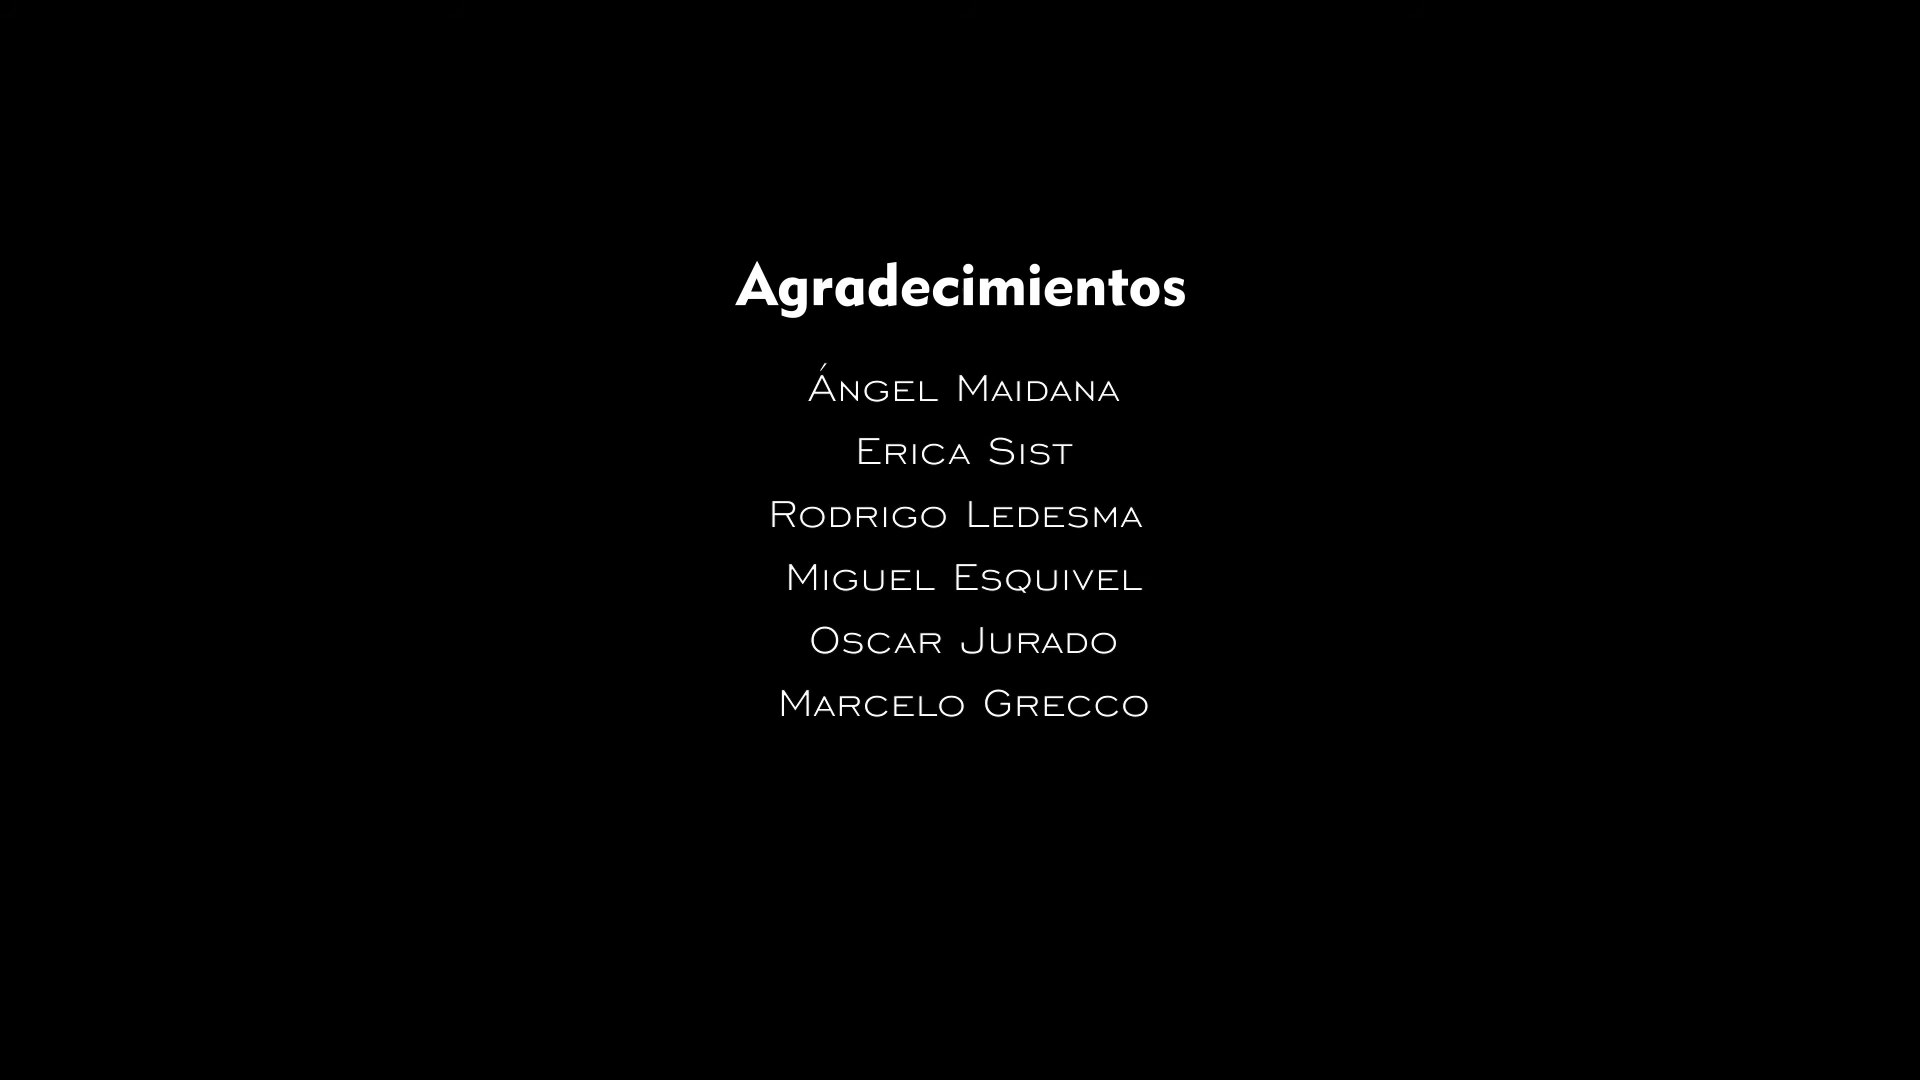 Agradecimientos
Ángel Maidana
Erica Sist
Rodrigo Ledesma
Miguel Esquivel
Oscar Jurado
Marcelo Grecco